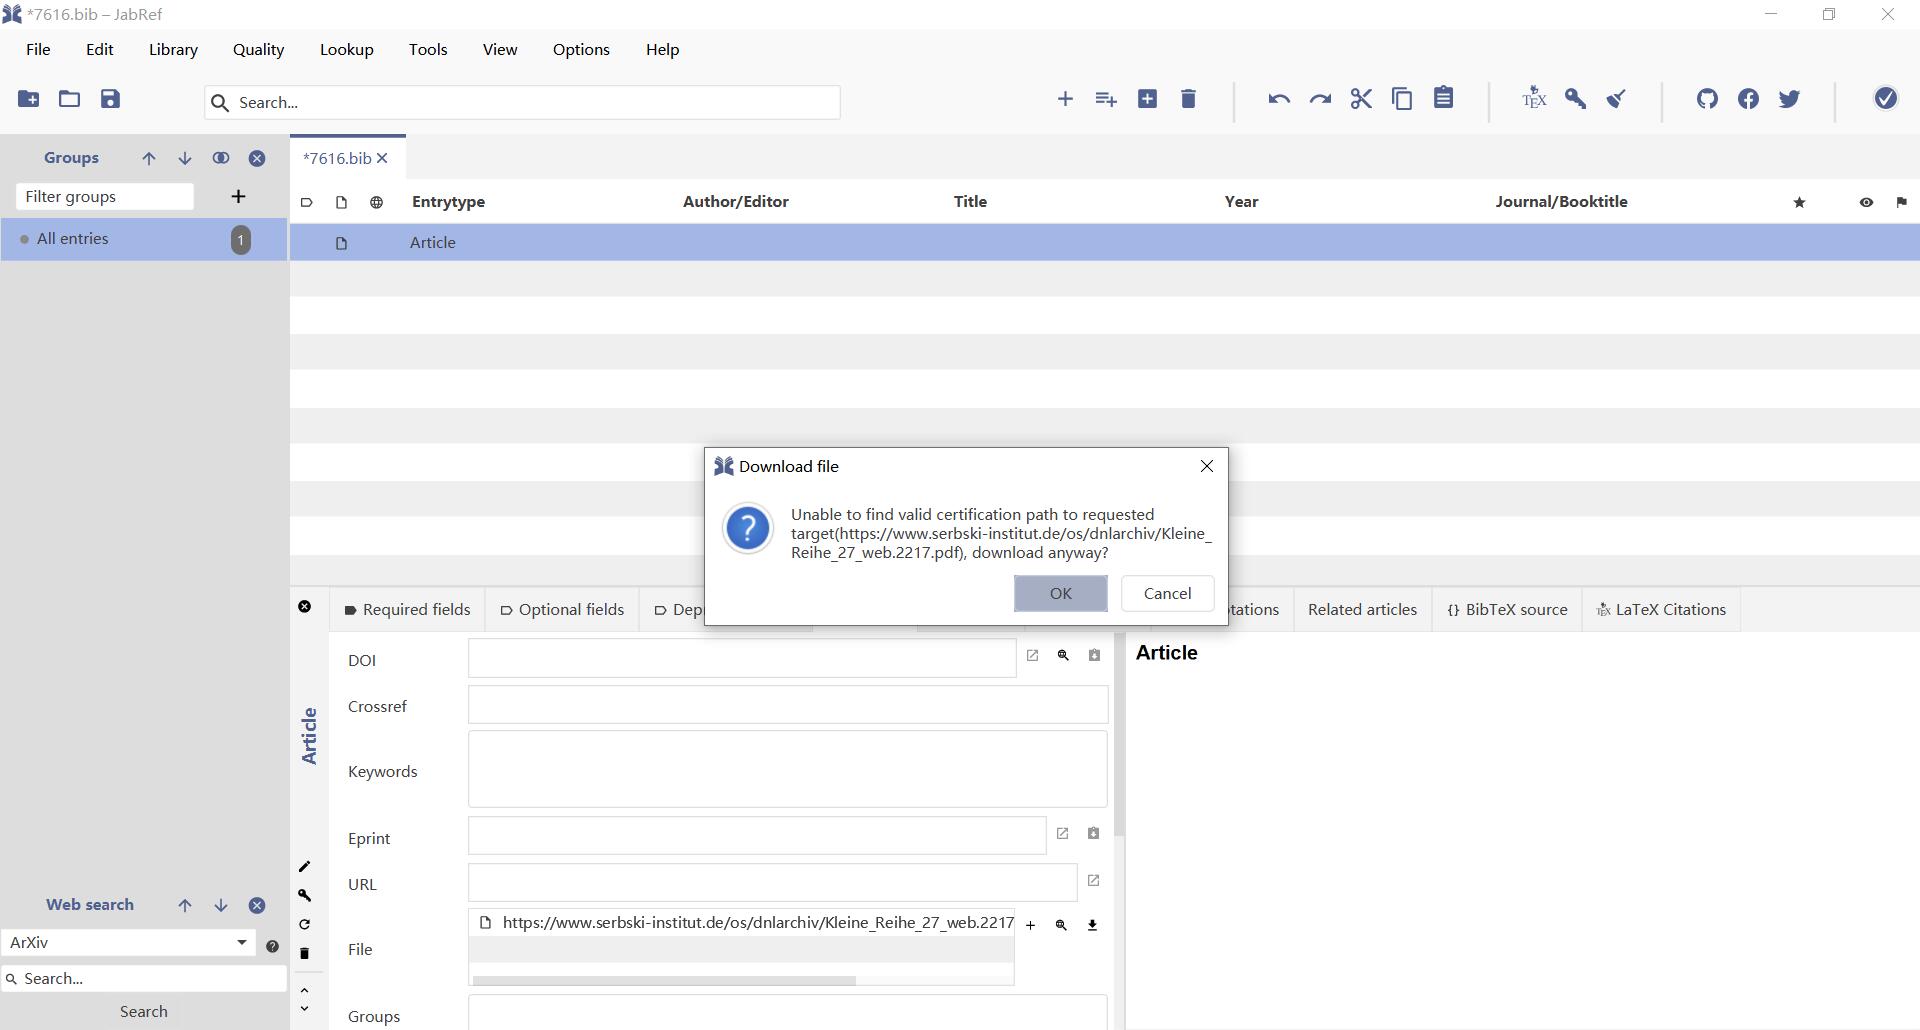 *7616.bib – JabRef
File Edit Library Quality Lookup Tools View Options Help
Search...
TEX
Groups
Filter groups
All entries 1
*7616.bib
Entrytype Author/Editor Title Year Journal/Booktitle
Article
Download file
Unable to find valid certification path to requested
target(https://www.serbski-institut.de/os/dnlarchiv/Kleine_
Reihe_27_web.2217.pdf), download anyway?
OK Cancel
Required fields Optional fields Dep tations Related articles {} BibTeX source TEX LaTeX Citations
Article
DOI
Crossref
Keywords
Eprint
URL
File https://www.serbski-institut.de/os/dnlarchiv/Kleine_Reihe_27_web.2217
Groups
Article
Web search
ArXiv
Search...
Search